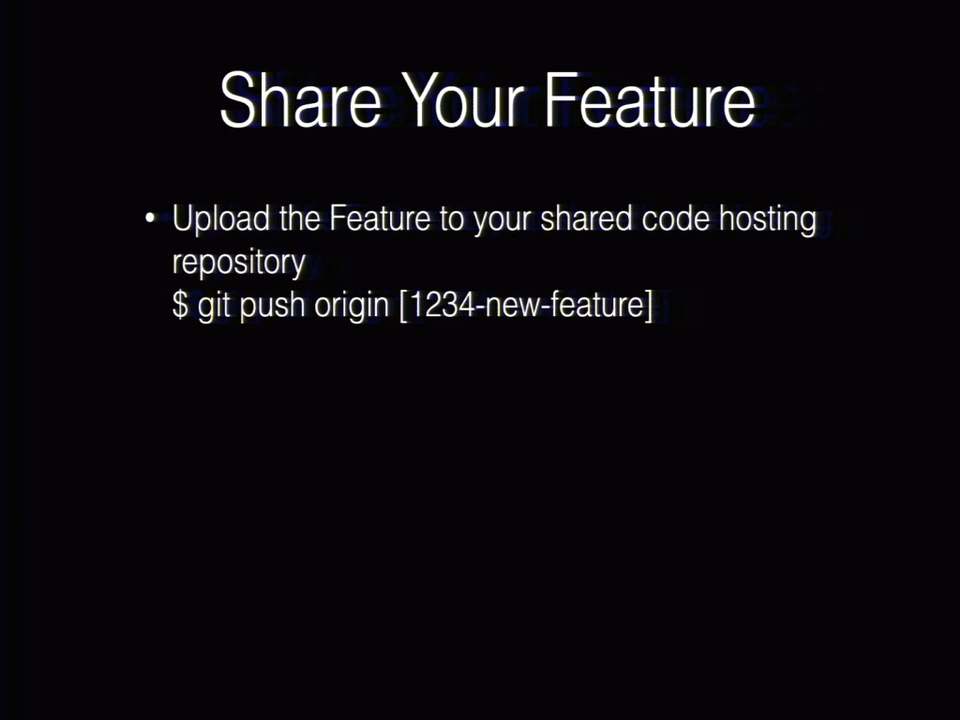 Share Your Feature
• Upload the Feature to your shared code hosting
repository
$ git push origin [1234-new-feature]